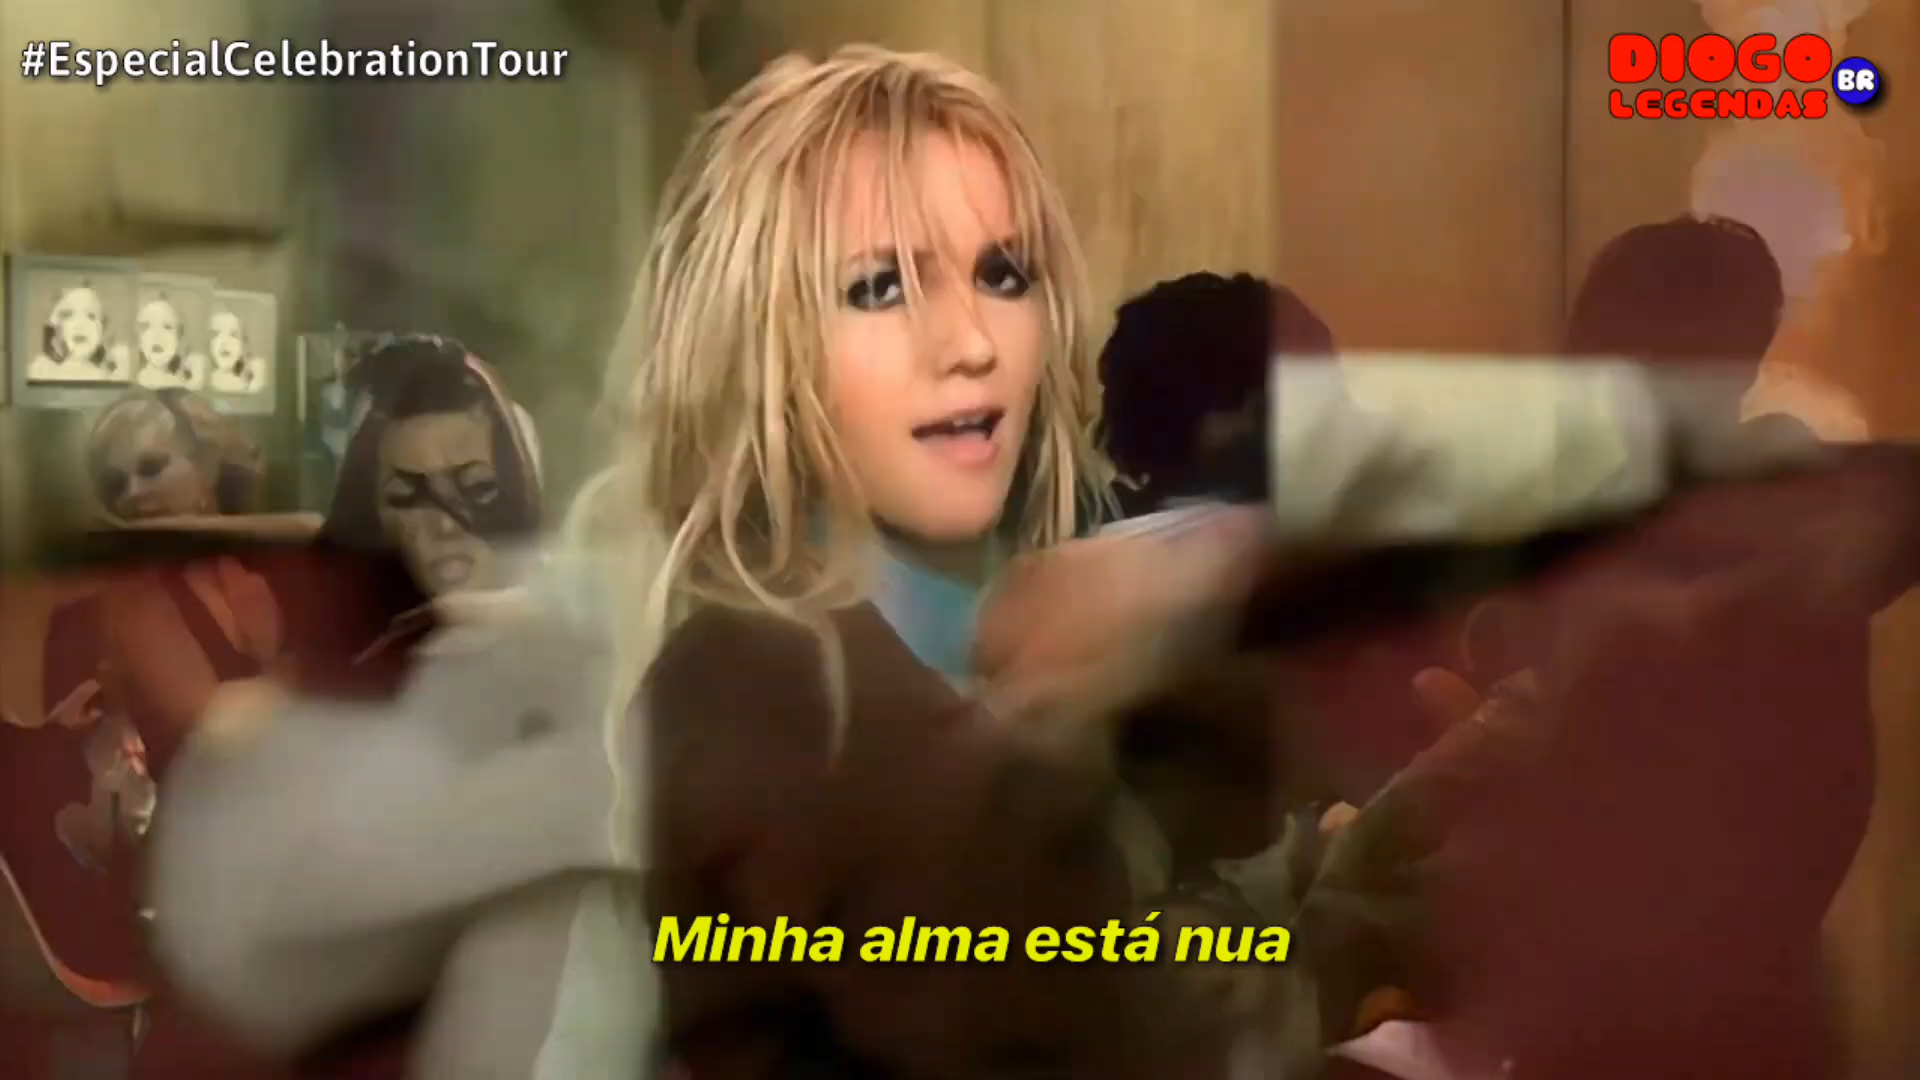 #EspecialCelebrationTour
DIOGO
LEGENDAS
BR
Minha alma está nua